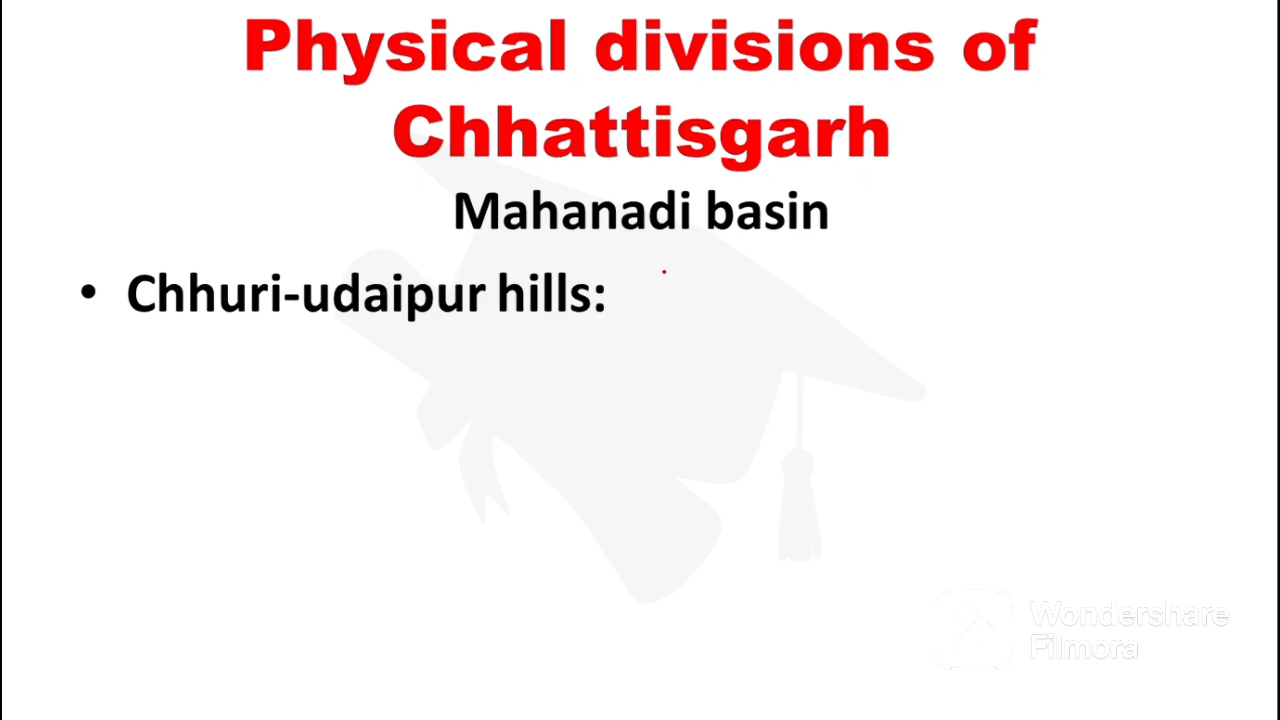 Physical divisions of
Chhattisgarh
Mahanadi basin
• Chhuri-udaipur hills:
Wondershare
Filmora